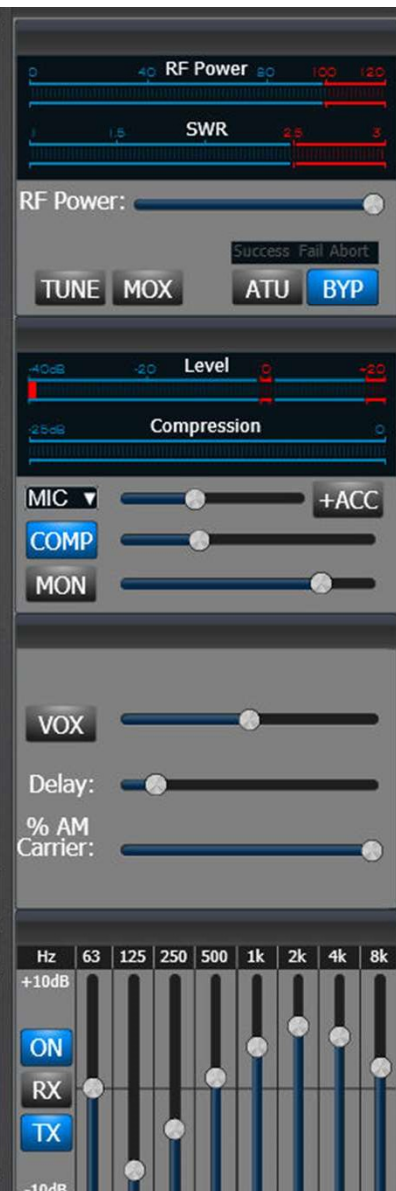 RF Power
0 40 80 100 120
SWR
1 1.5 2.5 3
RF Power:
Success Fail Abort
TUNE MOX ATU BYP
Level
-40dB -20 0 +20
Compression
-25dB 0
MIC ▼ +ACC
COMP
MON
VOX
Delay:
% AM
Carrier:
Hz 63 125 250 500 1k 2k 4k 8k
+10dB
ON
RX
TX
-10dB